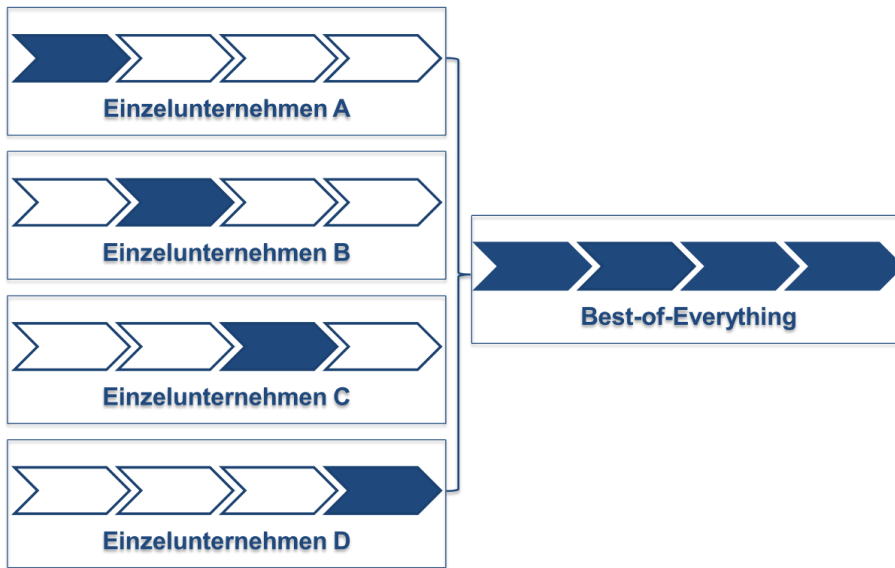 Einzelunternehmen A
Einzelunternehmen B
Einzelunternehmen C
Einzelunternehmen D
Best-of-Everything